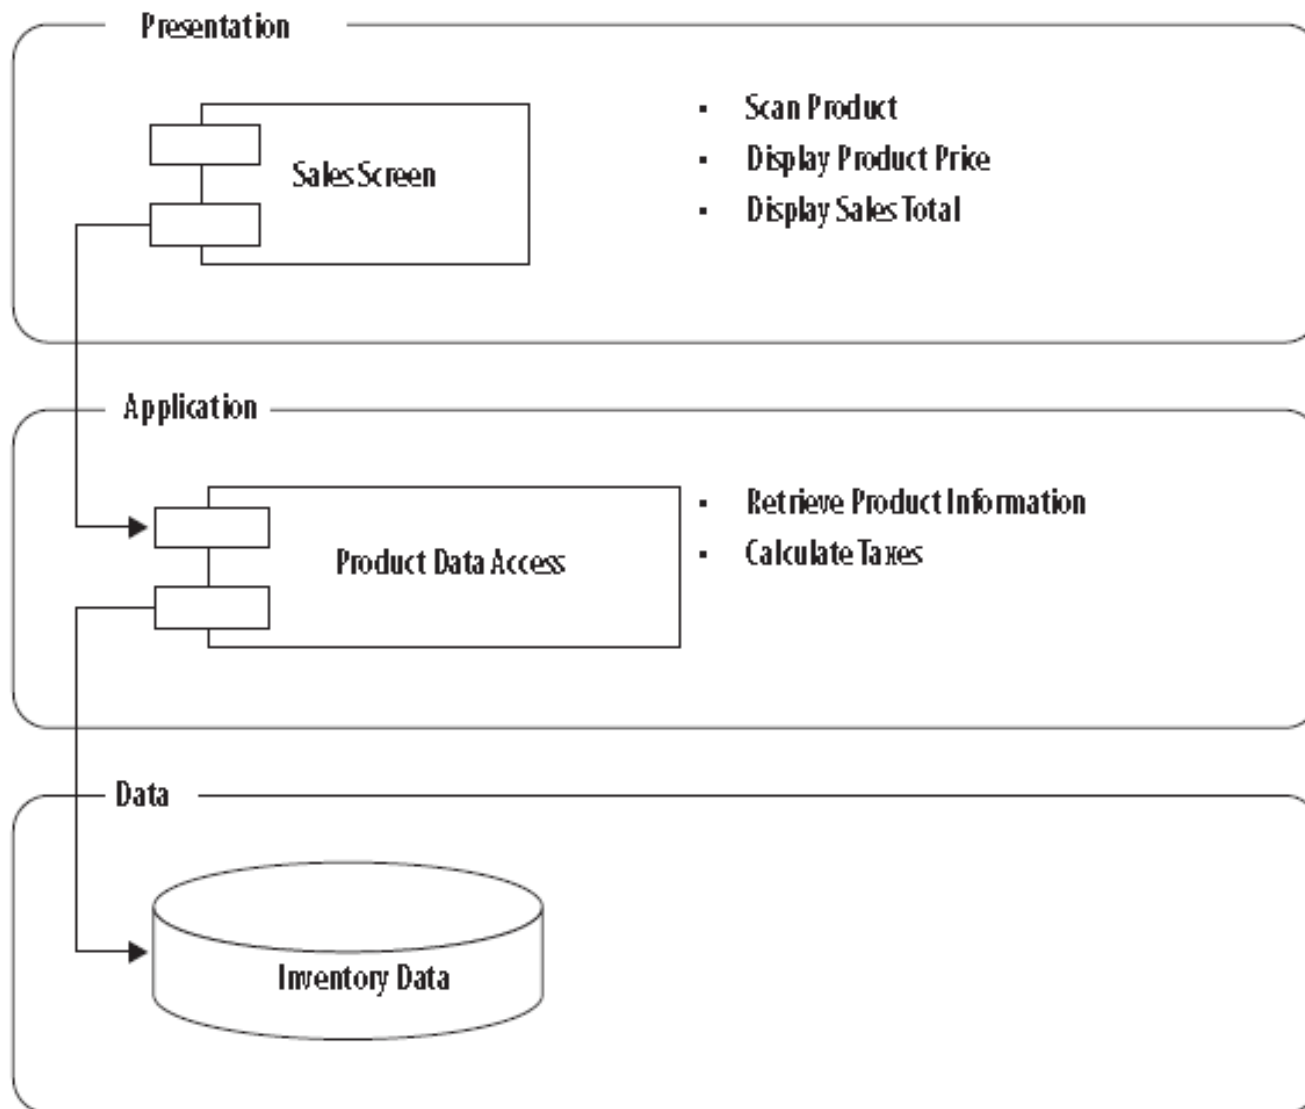 Presentation
Sales Screen
▪ Scan Product
▪ Display Product Price
▪ Display Sales Total
Application
Product Data Access
▪ Retrieve Product Information
▪ Calculate Taxes
Data
Inventory Data